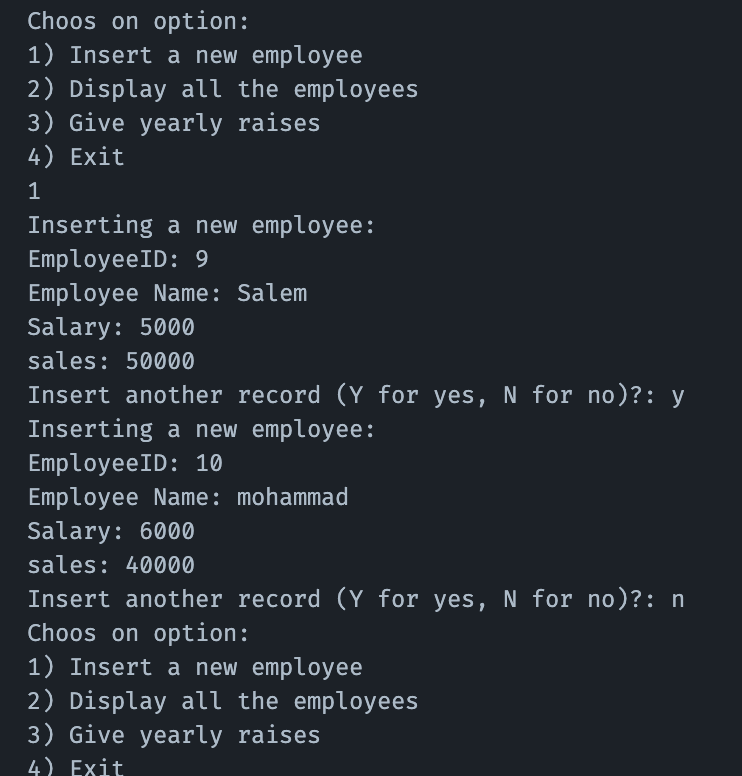 Choos on option:
1) Insert a new employee
2) Display all the employees
3) Give yearly raises
4) Exit
1
Inserting a new employee:
EmployeeID: 9
Employee Name: Salem
Salary: 5000
sales: 50000
Insert another record (Y for yes, N for no)?: y
Inserting a new employee:
EmployeeID: 10
Employee Name: mohammad
Salary: 6000
sales: 40000
Insert another record (Y for yes, N for no)?: n
Choos on option:
1) Insert a new employee
2) Display all the employees
3) Give yearly raises
4) Exit